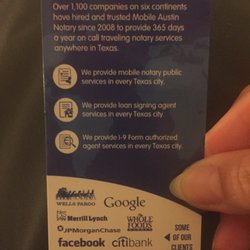 Over 1,100 companies on six continents
have hired and trusted Mobile Austin
Notary since 2008 to provide 365 days
a year on call traveling notary services
anywhere in Texas.
We provide mobile notary public
services in every Texas city.
We provide loan signing agent
services in every Texas city.
We provide I-9 Form authorized
agent services in every Texas city.
WELLS FARGO
Google
Merrill Lynch
WHOLE
FOODS
JPMorganChase
facebook
citibank
SOME
OF OUR
CLIENTS